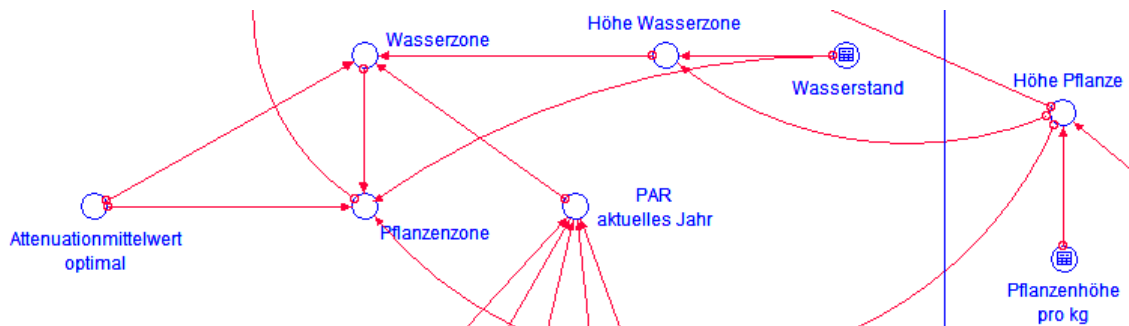 Höhe Wasserzone
Wasserzone
Wasserstand
Höhe Pflanze
PAR
aktuelles Jahr
Attenuationmittelwert
optimal
Pflanzenzone
Pflanzenhöhe
pro kg